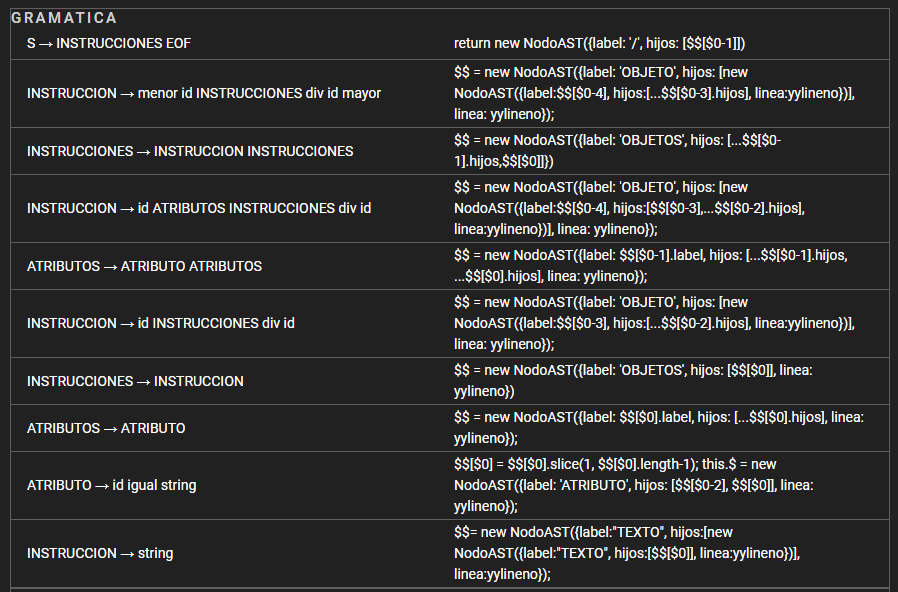 GRAMATICA
S → INSTRUCCIONES EOF
return new NodoAST({label: '/', hijos: [$$[$0-1]])
INSTRUCCION → menor id INSTRUCCIONES div id mayor
$$ = new NodoAST({label: 'OBJETO', hijos: [new
NodoAST({label:$$[$0-4], hijos:[...$$[$0-3].hijos], linea:yylineno})],
linea: yylineno});
INSTRUCCIONES → INSTRUCCION INSTRUCCIONES
$$ = new NodoAST({label: 'OBJETOS', hijos: [...$$[$0-
1].hijos,$$[$0]]})
INSTRUCCION → id ATRIBUTOS INSTRUCCIONES div id
$$ = new NodoAST({label: 'OBJETO', hijos: [new
NodoAST({label:$$[$0-4], hijos:[$$[$0-3],...$$[$0-2].hijos],
linea:yylineno})], linea: yylineno});
ATRIBUTOS → ATRIBUTO ATRIBUTOS
$$ = new NodoAST({label: $$[$0-1].label, hijos: [...$$[$0-1].hijos,
...$$[$0].hijos], linea: yylineno});
INSTRUCCION → id INSTRUCCIONES div id
$$ = new NodoAST({label: 'OBJETO', hijos: [new
NodoAST({label:$$[$0-3], hijos:[...$$[$0-2].hijos], linea:yylineno})],
linea: yylineno});
INSTRUCCIONES → INSTRUCCION
$$ = new NodoAST({label: 'OBJETOS', hijos: [$$[$0]], linea:
yylineno})
ATRIBUTOS → ATRIBUTO
$$ = new NodoAST({label: $$[$0].label, hijos: [...$$[$0].hijos], linea:
yylineno});
ATRIBUTO → id igual string
$$[$0] = $$[$0].slice(1, $$[$0].length-1); this.$ = new
NodoAST({label: 'ATRIBUTO', hijos: [$$[$0-2], $$[$0]], linea:
yylineno});
INSTRUCCION → string
$$= new NodoAST({label:"TEXTO", hijos:[new
NodoAST({label:"TEXTO", hijos:[$$[$0]], linea:yylineno})],
linea:yylineno});